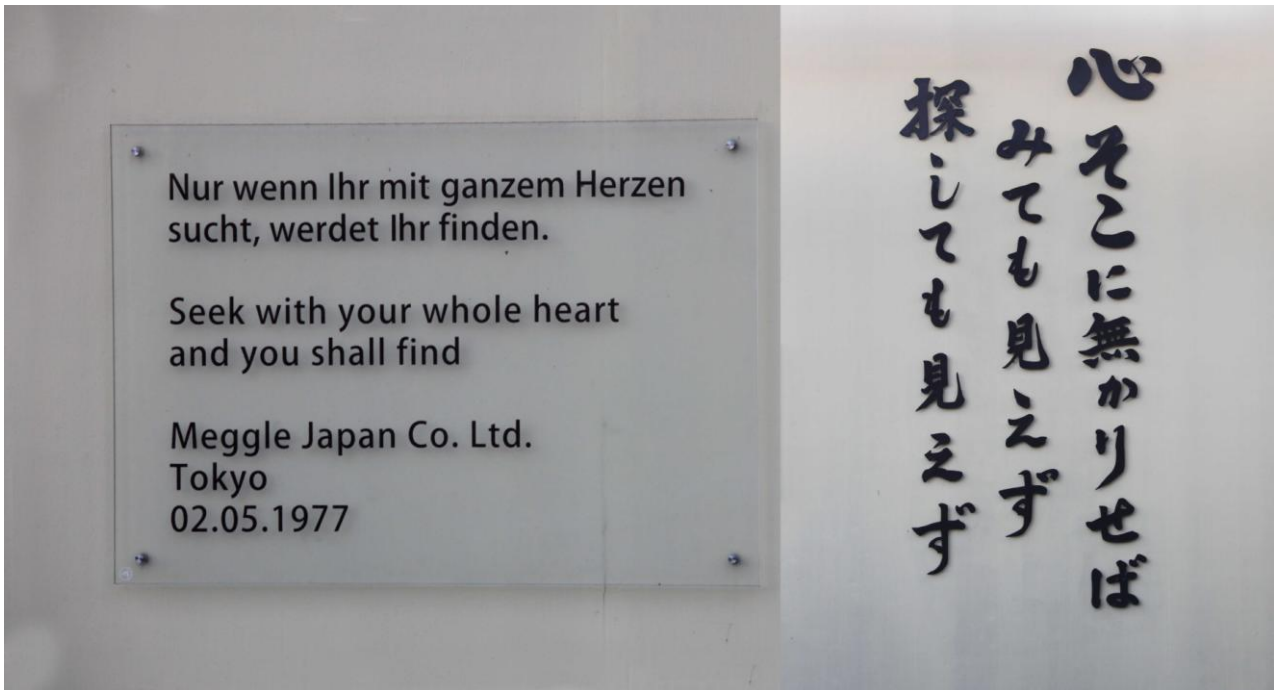 Nur wenn Ihr mit ganzem Herzen
sucht, werdet Ihr finden.
Seek with your whole heart
and you shall find
Meggle Japan Co. Ltd.
Tokyo
02.05.1977
心そこに無かりせば
みても見えず
探しても見えず